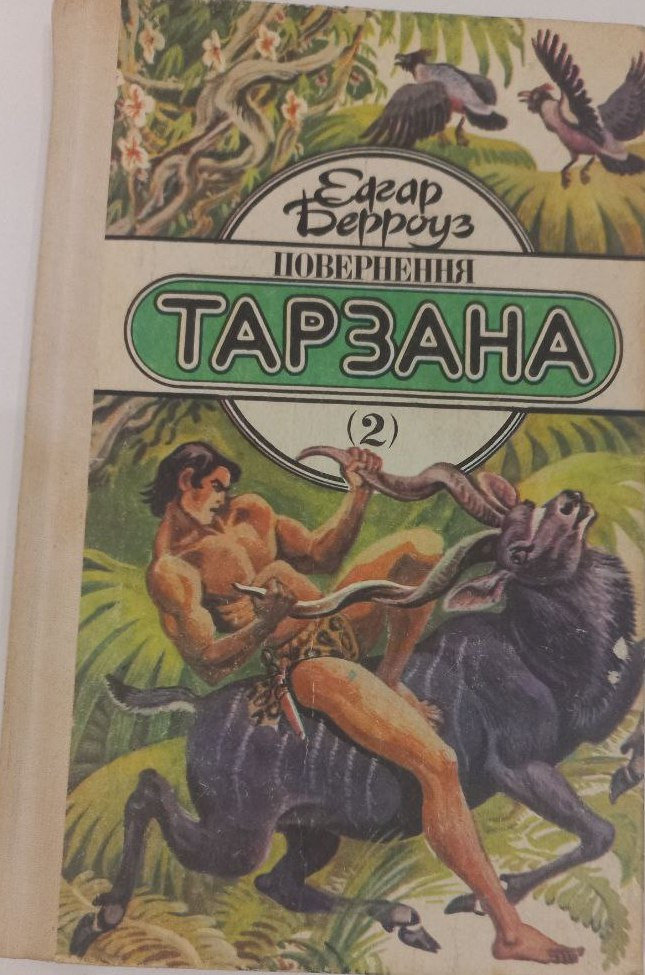 Едгар
Берроуз
ПОВЕРНЕННЯ
ТАРЗАНА
(2)